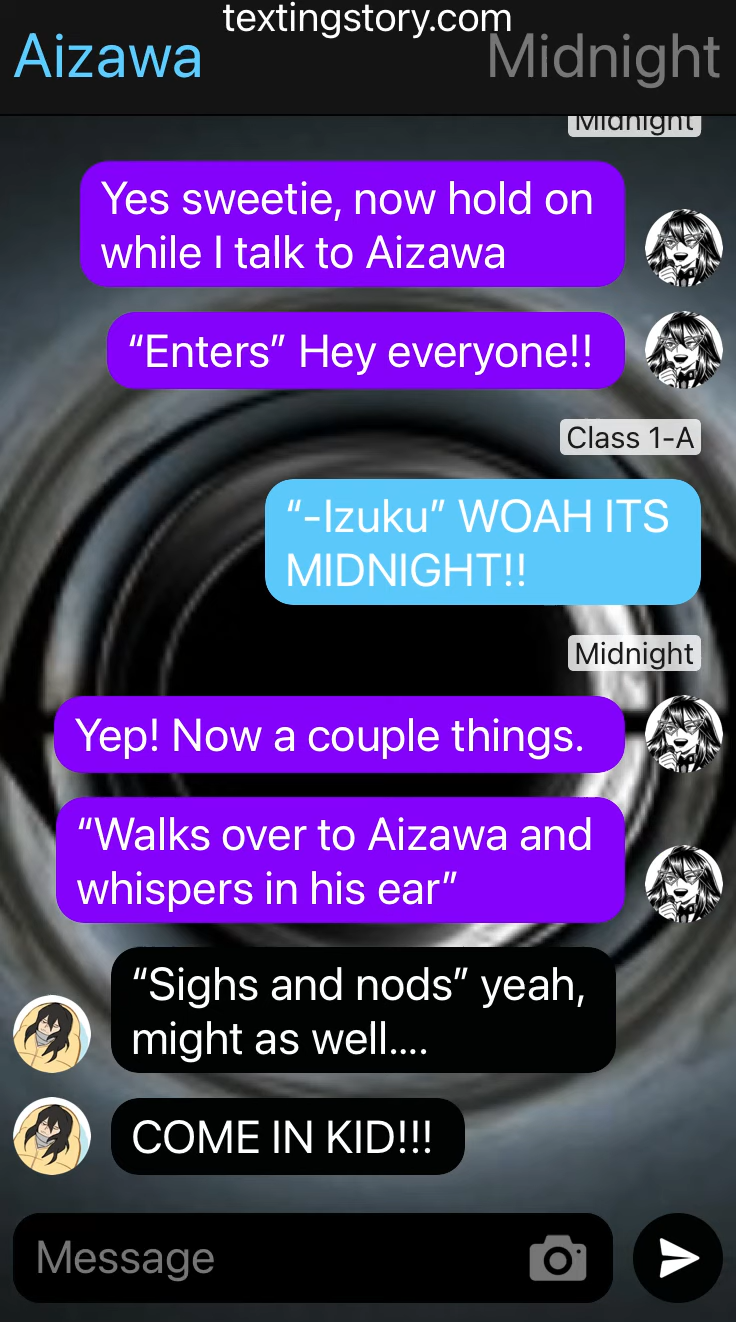 textingstory.com
Aizawa Midnight
Midnight
Yes sweetie, now hold on
while I talk to Aizawa
“Enters” Hey everyone!!
Class 1-A
“-Izuku” WOAH ITS
MIDNIGHT!!
Midnight
Yep! Now a couple things.
“Walks over to Aizawa and
whispers in his ear”
“Sighs and nods” yeah,
might as well....
COME IN KID!!!
Message